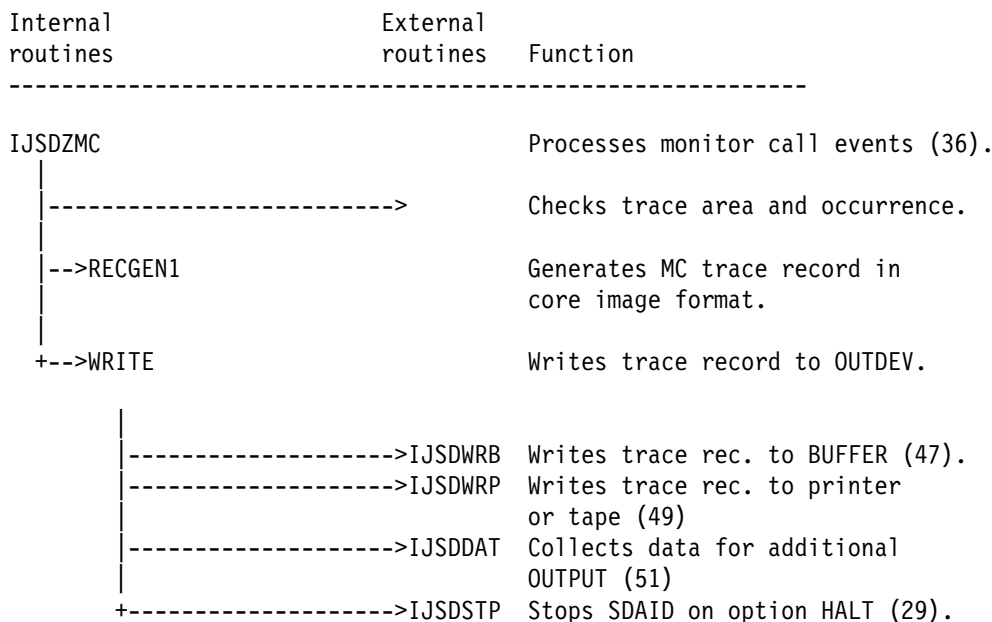 Internal External
routines routines Function
------------------------------------------------------------
IJSDZMC Processes monitor call events (36).
|
|--------------------------> Checks trace area and occurrence.
|
|-->RECGEN1 Generates MC trace record in
| core image format.
|
+-->WRITE Writes trace record to OUTDEV.
|
|-------------------->IJSDWRB Writes trace rec. to BUFFER (47).
|-------------------->IJSDWRP Writes trace rec. to printer
| or tape (49)
|-------------------->IJSDDAT Collects data for additional
| OUTPUT (51)
+-------------------->IJSDSTP Stops SDAID on option HALT (29).